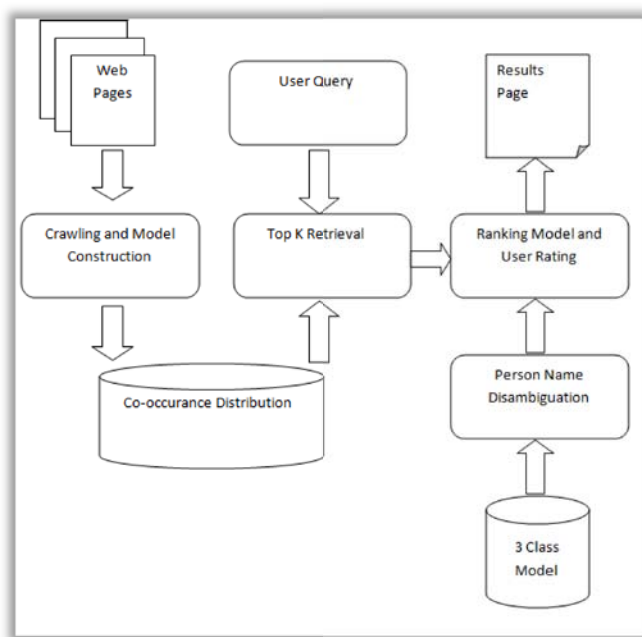 Web
Pages
User Query
Results
Page
Crawling and Model
Construction
Top K Retrieval
Ranking Model and
User Rating
Co-occurance Distribution
Person Name
Disambiguation
3 Class
Model